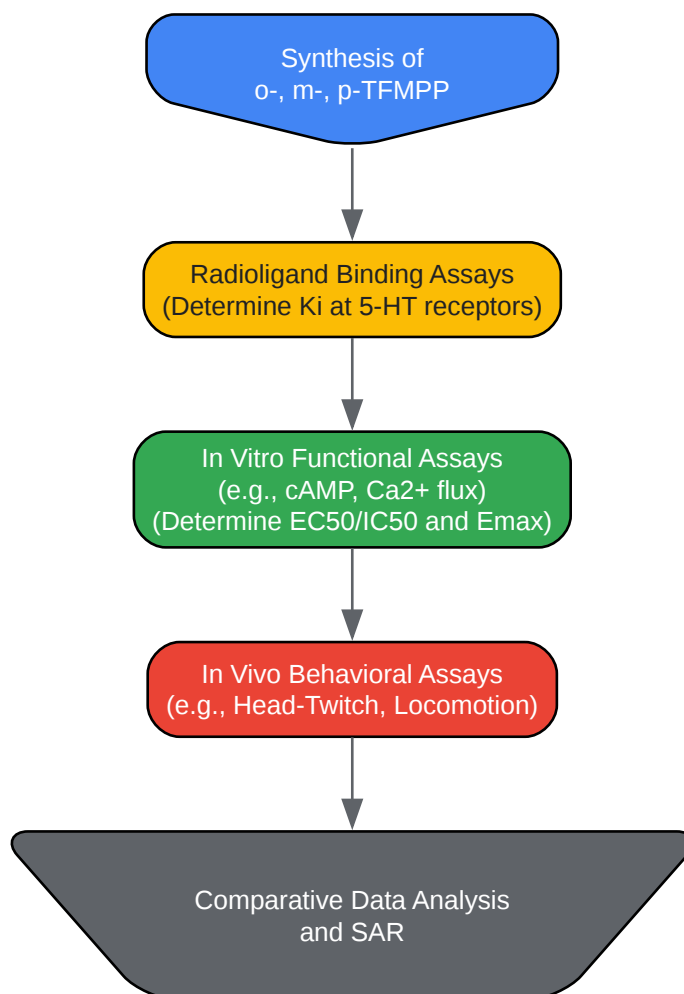 Synthesis of
o-, m-, p-TFMPP
Radioligand Binding Assays
(Determine Ki at 5-HT receptors)
In Vitro Functional Assays
(e.g., cAMP, Ca2+ flux)
(Determine EC50/IC50 and Emax)
In Vivo Behavioral Assays
(e.g., Head-Twitch, Locomotion)
Comparative Data Analysis
and SAR